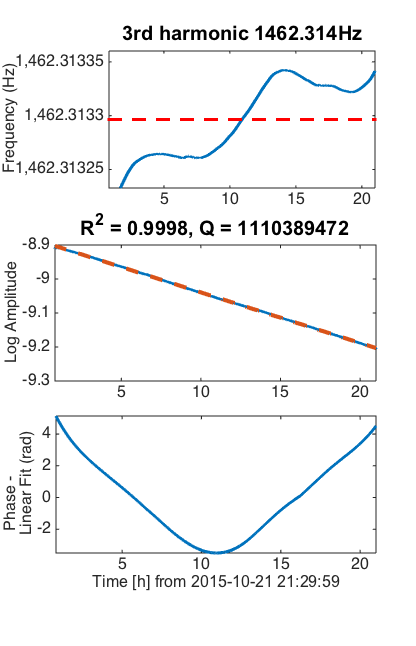 3rd harmonic 1462.314Hz
Frequency (Hz)
1,462.31335
1,462.3133
1,462.31325
5 10 15 20
R² = 0.9998, Q = 1110389472
Log Amplitude
-8.9
-9
-9.1
-9.2
-9.3
5 10 15 20
Phase -
Linear Fit (rad)
4
2
0
-2
5 10 15 20
Time [h] from 2015-10-21 21:29:59